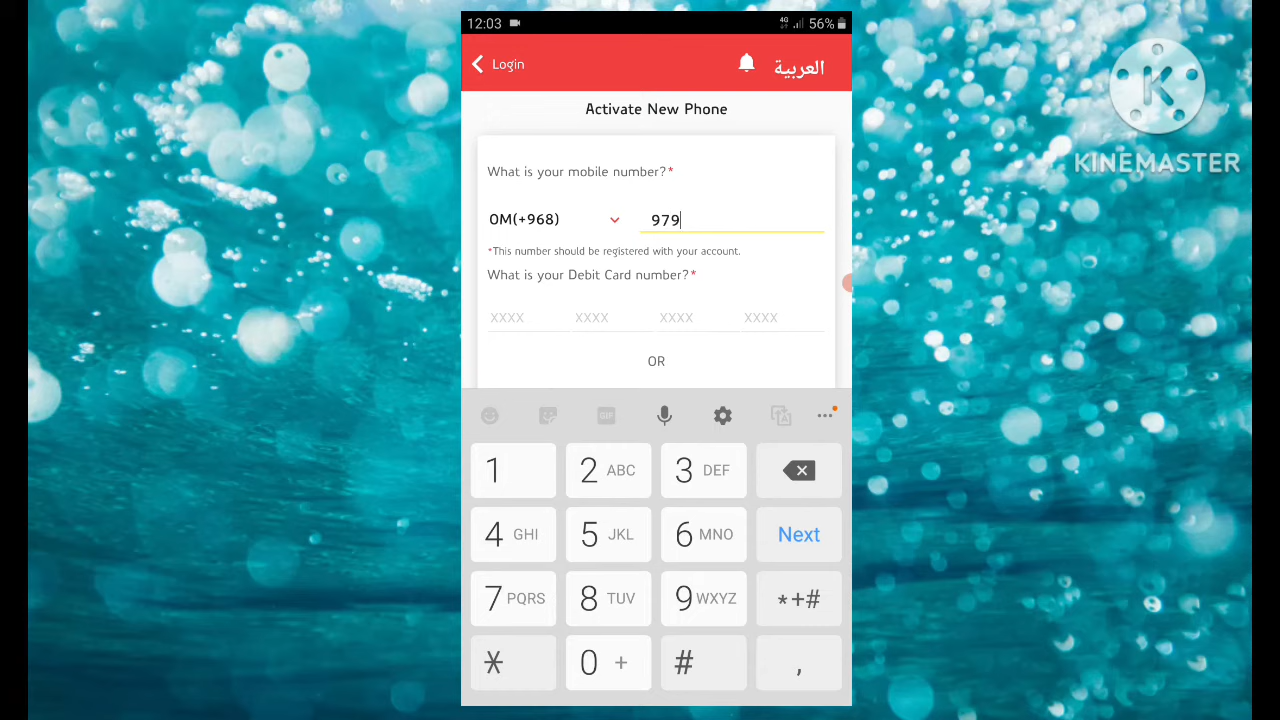 12:03
4G 56%
Login
العربية
Activate New Phone
What is your mobile number?*
OM(+968)
979
*This number should be registered with your account.
What is your Debit Card number?*
XXXX XXXX XXXX XXXX
OR
GIF
1 2 ABC 3 DEF
4 GHI 5 JKL 6 MNO Next
7 PQRS 8 TUV 9 WXYZ *+#
* 0 + # ,
K
KINEMASTER